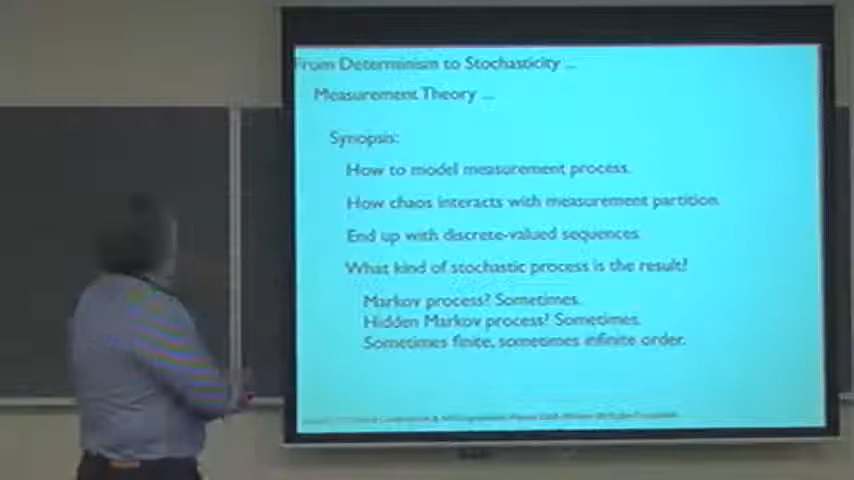 From Determinism to Stochasticity ...
Measurement Theory ...
Synopsis:
How to model measurement process.
How chaos interacts with measurement partition.
End up with discrete-valued sequences.
What kind of stochastic process is the result?
Markov process? Sometimes.
Hidden Markov process? Sometimes.
Sometimes finite, sometimes infinite order.